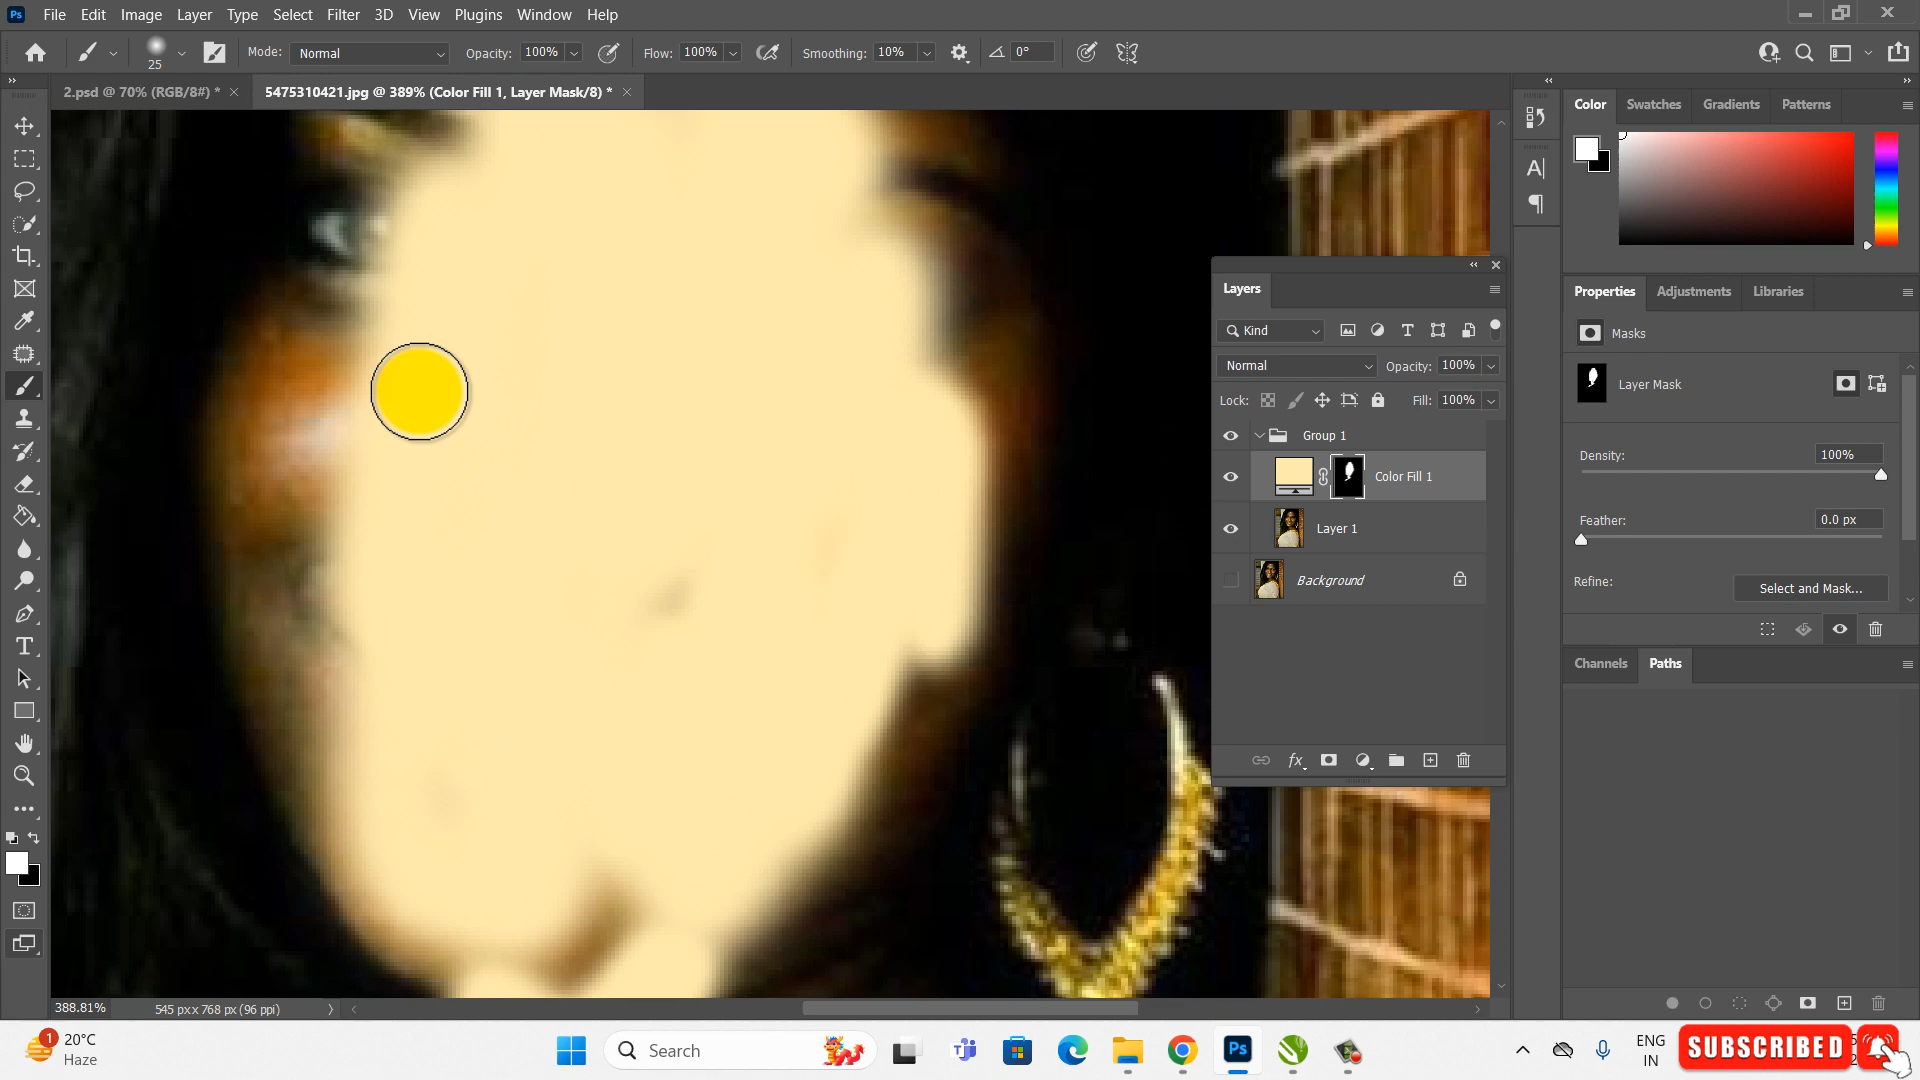 Ps File Edit Image Layer Type Select Filter 3D View Plugins Window Help
25 Mode: Normal Opacity: 100% Flow: 100% Smoothing: 10% 0°
2.psd @ 70% (RGB/8#) * 5475310421.jpg @ 389% (Color Fill 1, Layer Mask/8) *
Color Swatches Gradients Patterns
Layers
Kind
Normal Opacity: 100%
Lock: Fill: 100%
Group 1
Color Fill 1
Layer 1
Background
fx
Properties Adjustments Libraries
Masks
Layer Mask
Density: 100%
Feather: 0.0 px
Refine: Select and Mask...
Channels Paths
388.81% 545 px x 768 px (96 ppi)
1 20°C
Haze
Search
Ps
ENG
IN
SUBSCRIBED